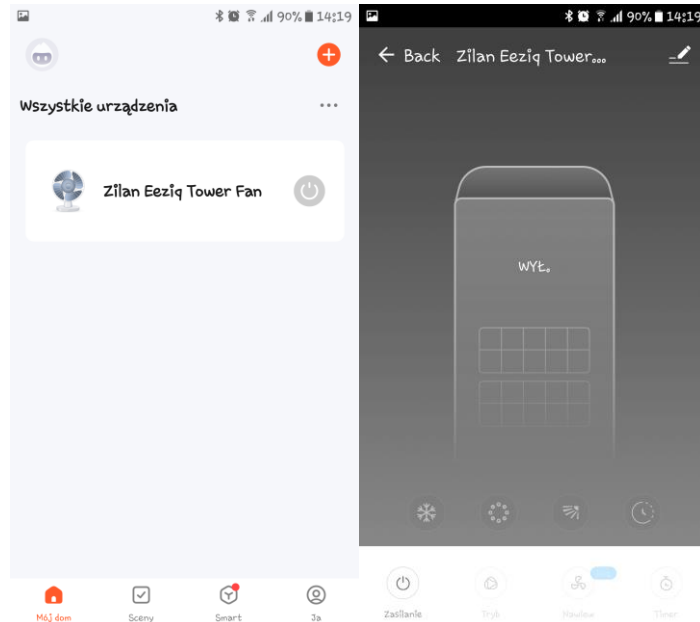 90% 14:19
Wszystkie urządzenia
Zilan Eeziq Tower Fan
Mój dom
Sceny
Smart
Ja
90% 14:19
Back Zilan Eeziq Tower...
WYŁ.
Zasilanie
Tryb
Nawiew
Timer